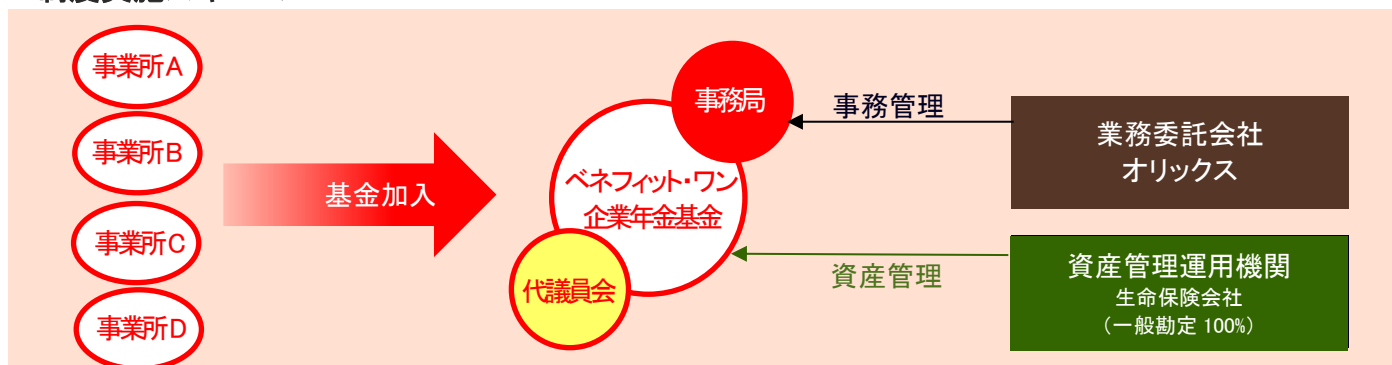 事業所A
事業所B
事業所C
事業所D
基金加入
事務局
ベネフィット・ワン
企業年金基金
代議員会
事務管理
資産管理
業務委託会社
オリックス
資産管理運用機関
生命保険会社
(一般勘定 100%)